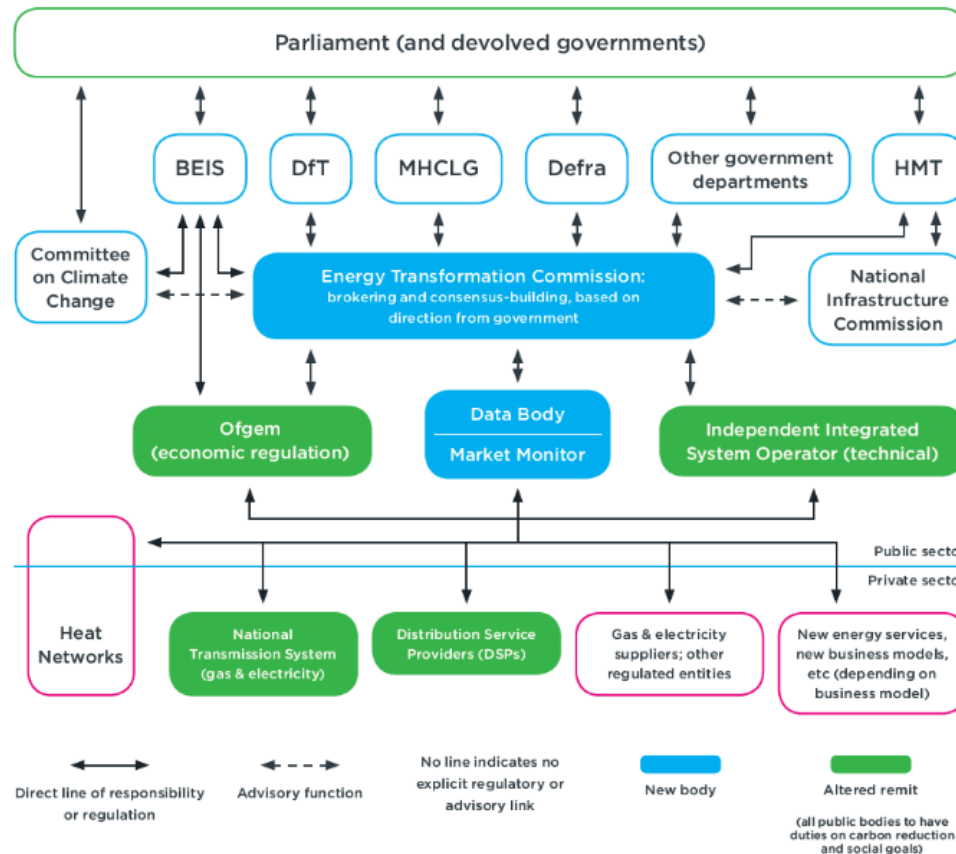 Parliament (and devolved governments)
BEIS
DfT
MHCLG
Defra
Other government
departments
HMT
Committee
on Climate
Change
Energy Transformation Commission:
brokering and consensus-building, based on
direction from government
National
Infrastructure
Commission
Ofgem
(economic regulation)
Data Body
Market Monitor
Independent Integrated
System Operator (technical)
Public secto
Private secto
Heat
Networks
National
Transmission System
(gas & electricity)
Distribution Service
Providers (DSPs)
Gas & electricity
suppliers; other
regulated entities
New energy services,
new business models,
etc (depending on
business model)
Direct line of responsibility
or regulation
Advisory function
No line indicates no
explicit regulatory or
advisory link
New body
Altered remit
(all public bodies to have
duties on carbon reduction
and social goals)